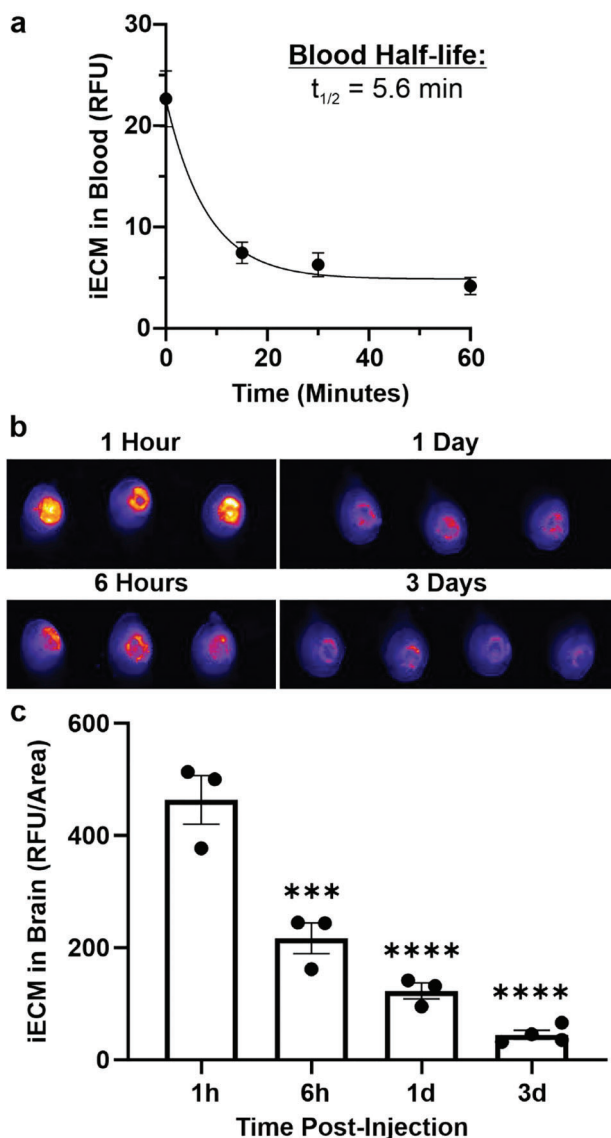 a
Blood Half-life:
t1/2 = 5.6 min
iECM in Blood (RFU)
30
20
10
0
0 20 40 60
Time (Minutes)
b
1 Hour 1 Day
6 Hours 3 Days
c
iECM in Brain (RFU/Area)
600
400
200
0
***
****
****
1h 6h 1d 3d
Time Post-Injection